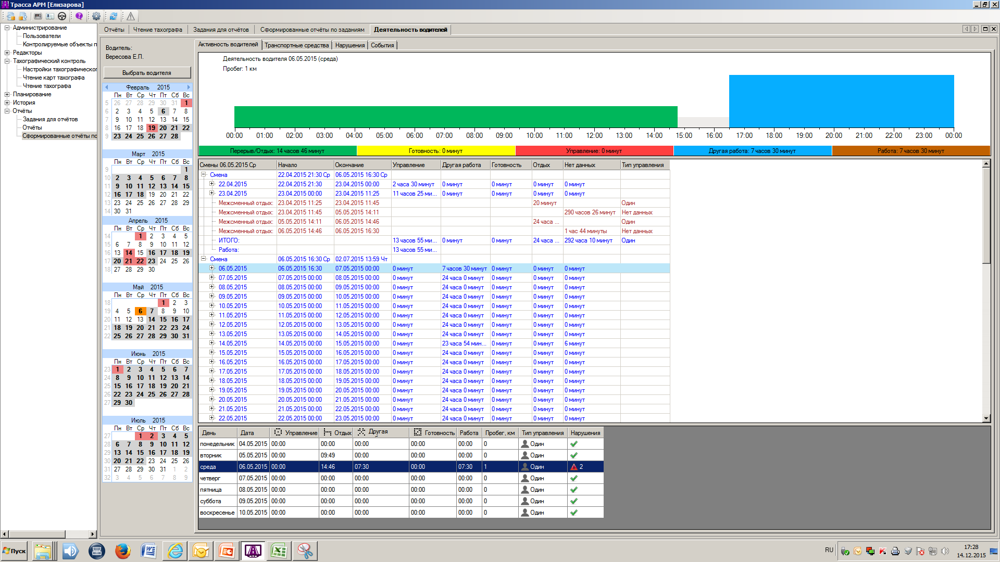 Трасса АРМ [Елизарова]
Администрирование
Пользователи
Контролируемые объекты п
Редакторы
Тахографический контроль
Настройки тахографическог
Чтение карт тахографа
Чтение тахографа
Планирование
История
Отчёты
Задания для отчётов
Отчёты
Сформированные отчёты по
Отчёты Чтение тахографа Задания для отчётов Сформированные отчёты по заданиям Деятельность водителей
Водитель:
Вересова Е.П.
Выбрать водителя
Февраль 2015
Пн Вт Ср Чт Пт Сб Вс
5 26 27 28 29 30 31 1
6 2 3 4 5 6 7 8
7 9 10 11 12 13 14 15
8 16 17 18 19 20 21 22
9 23 24 25 26 27 28
Март 2015
Пн Вт Ср Чт Пт Сб Вс
9 1
10 2 3 4 5 6 7 8
11 9 10 11 12 13 14 15
12 16 17 18 19 20 21 22
13 23 24 25 26 27 28 29
14 30 31
Апрель 2015
Пн Вт Ср Чт Пт Сб Вс
14 1 2 3 4 5
15 6 7 8 9 10 11 12
16 13 14 15 16 17 18 19
17 20 21 22 23 24 25 26
18 27 28 29 30
Май 2015
Пн Вт Ср Чт Пт Сб Вс
18 1 2 3
19 4 5 6 7 8 9 10
20 11 12 13 14 15 16 17
21 18 19 20 21 22 23 24
22 25 26 27 28 29 30 31
Июнь 2015
Пн Вт Ср Чт Пт Сб Вс
23 1 2 3 4 5 6 7
24 8 9 10 11 12 13 14
25 15 16 17 18 19 20 21
26 22 23 24 25 26 27 28
27 29 30
Июль 2015
Пн Вт Ср Чт Пт Сб Вс
27 1 2 3 4 5
28 6 7 8 9 10 11 12
29 13 14 15 16 17 18 19
30 20 21 22 23 24 25 26
31 27 28 29 30 31 1 2
32 3 4 5 6 7 8 9
Активность водителей Транспортные средства Нарушения События
Деятельность водителя 06.05.2015 (среда)
Пробег: 1 км
00:00 01:00 02:00 03:00 04:00 05:00 06:00 07:00 08:00 09:00 10:00 11:00 12:00 13:00 14:00 15:00 16:00 17:00 18:00 19:00 20:00 21:00 22:00 23:00 00:00
Перерыв/Отдых: 14 часов 46 минут Готовность: 0 минут Управление: 0 минут Другая работа: 7 часов 30 минут Работа: 7 часов 30 минут
Смены 06.05.2015 Ср Начало Окончание Управление Другая работа Готовность Отдых Нет данных Тип управления
Смена 22.04.2015 21:30 Ср 06.05.2015 16:30 Ср
22.04.2015 22.04.2015 21:30 23.04.2015 00:00 2 часа 30 минут 0 минут 0 минут 0 минут 0 минут
23.04.2015 23.04.2015 00:00 23.04.2015 11:25 11 часов 25 ми... 0 минут 0 минут 0 минут 0 минут
Межсменный отдых: 23.04.2015 11:25 23.04.2015 11:45 20 минут Один
Межсменный отдых: 23.04.2015 11:45 05.05.2015 14:11 290 часов 26 минут Нет данных
Межсменный отдых: 05.05.2015 14:11 06.05.2015 14:46 24 часа ... Один
Межсменный отдых: 06.05.2015 14:46 06.05.2015 16:30 1 час 44 минуты Нет данных
ИТОГО: 13 часов 55 ми... 0 минут 0 минут 24 часа ... 292 часа 10 минут Один
Работа: 13 часов 55 ми...
Смена 06.05.2015 16:30 Ср 02.07.2015 13:59 Чт
06.05.2015 06.05.2015 16:30 07.05.2015 00:00 0 минут 7 часов 30 минут 0 минут 0 минут 0 минут
07.05.2015 07.05.2015 00:00 08.05.2015 00:00 0 минут 24 часа 0 минут 0 минут 0 минут 0 минут
08.05.2015 08.05.2015 00:00 09.05.2015 00:00 0 минут 24 часа 0 минут 0 минут 0 минут 0 минут
09.05.2015 09.05.2015 00:00 10.05.2015 00:00 0 минут 24 часа 0 минут 0 минут 0 минут 0 минут
10.05.2015 10.05.2015 00:00 11.05.2015 00:00 0 минут 24 часа 0 минут 0 минут 0 минут 0 минут
11.05.2015 11.05.2015 00:00 12.05.2015 00:00 0 минут 24 часа 0 минут 0 минут 0 минут 0 минут
12.05.2015 12.05.2015 00:00 13.05.2015 00:00 0 минут 24 часа 0 минут 0 минут 0 минут 0 минут
13.05.2015 13.05.2015 00:00 14.05.2015 00:00 0 минут 24 часа 0 минут 0 минут 0 минут 0 минут
14.05.2015 14.05.2015 00:00 15.05.2015 00:00 0 минут 23 часа 54 мин... 0 минут 0 минут 6 минут
15.05.2015 15.05.2015 00:00 16.05.2015 00:00 0 минут 24 часа 0 минут 0 минут 0 минут 0 минут
16.05.2015 16.05.2015 00:00 17.05.2015 00:00 0 минут 24 часа 0 минут 0 минут 0 минут 0 минут
17.05.2015 17.05.2015 00:00 18.05.2015 00:00 0 минут 24 часа 0 минут 0 минут 0 минут 0 минут
18.05.2015 18.05.2015 00:00 19.05.2015 00:00 0 минут 24 часа 0 минут 0 минут 0 минут 0 минут
19.05.2015 19.05.2015 00:00 20.05.2015 00:00 0 минут 24 часа 0 минут 0 минут 0 минут 0 минут
20.05.2015 20.05.2015 00:00 21.05.2015 00:00 0 минут 24 часа 0 минут 0 минут 0 минут 0 минут
21.05.2015 21.05.2015 00:00 22.05.2015 00:00 0 минут 24 часа 0 минут 0 минут 0 минут 0 минут
22.05.2015 22.05.2015 00:00 23.05.2015 00:00 0 минут 24 часа 0 минут 0 минут 0 минут 0 минут
День Дата Управление Отдых Другая Готовность Работа Пробег, км Тип управления Нарушения
понедельник 04.05.2015 00:00 00:00 00:00 00:00 00:00 0 Один
вторник 05.05.2015 00:00 09:49 00:00 00:00 00:00 0 Один
среда 06.05.2015 00:00 14:46 07:30 00:00 07:30 1 Один 2
четверг 07.05.2015 00:00 00:00 00:00 00:00 00:00 0 Один
пятница 08.05.2015 00:00 00:00 00:00 00:00 00:00 0 Один
суббота 09.05.2015 00:00 00:00 00:00 00:00 00:00 0 Один
воскресенье 10.05.2015 00:00 00:00 00:00 00:00 00:00 0 Один
Пуск
RU
17:28
14.12.2015